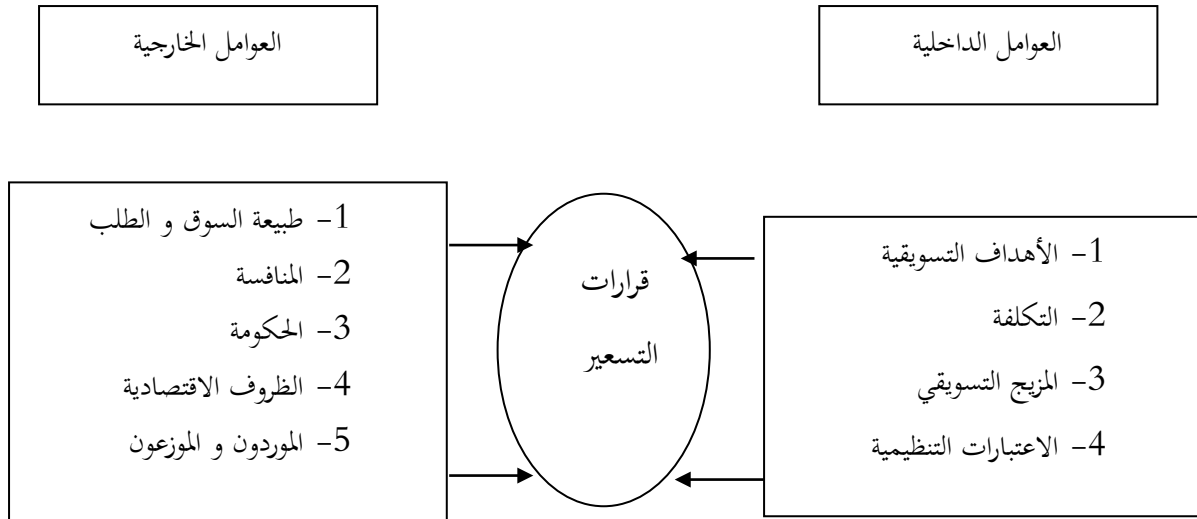 العوامل الداخلية
العوامل الخارجية
1- الأهداف التسويقية
2- التكلفة
3- المزيج التسويقي
4- الاعتبارات التنظيمية
قرارات
التسعير
1- طبيعة السوق و الطلب
2- المنافسة
3- الحكومة
4- الظروف الاقتصادية
5- الموردون و الموزعون